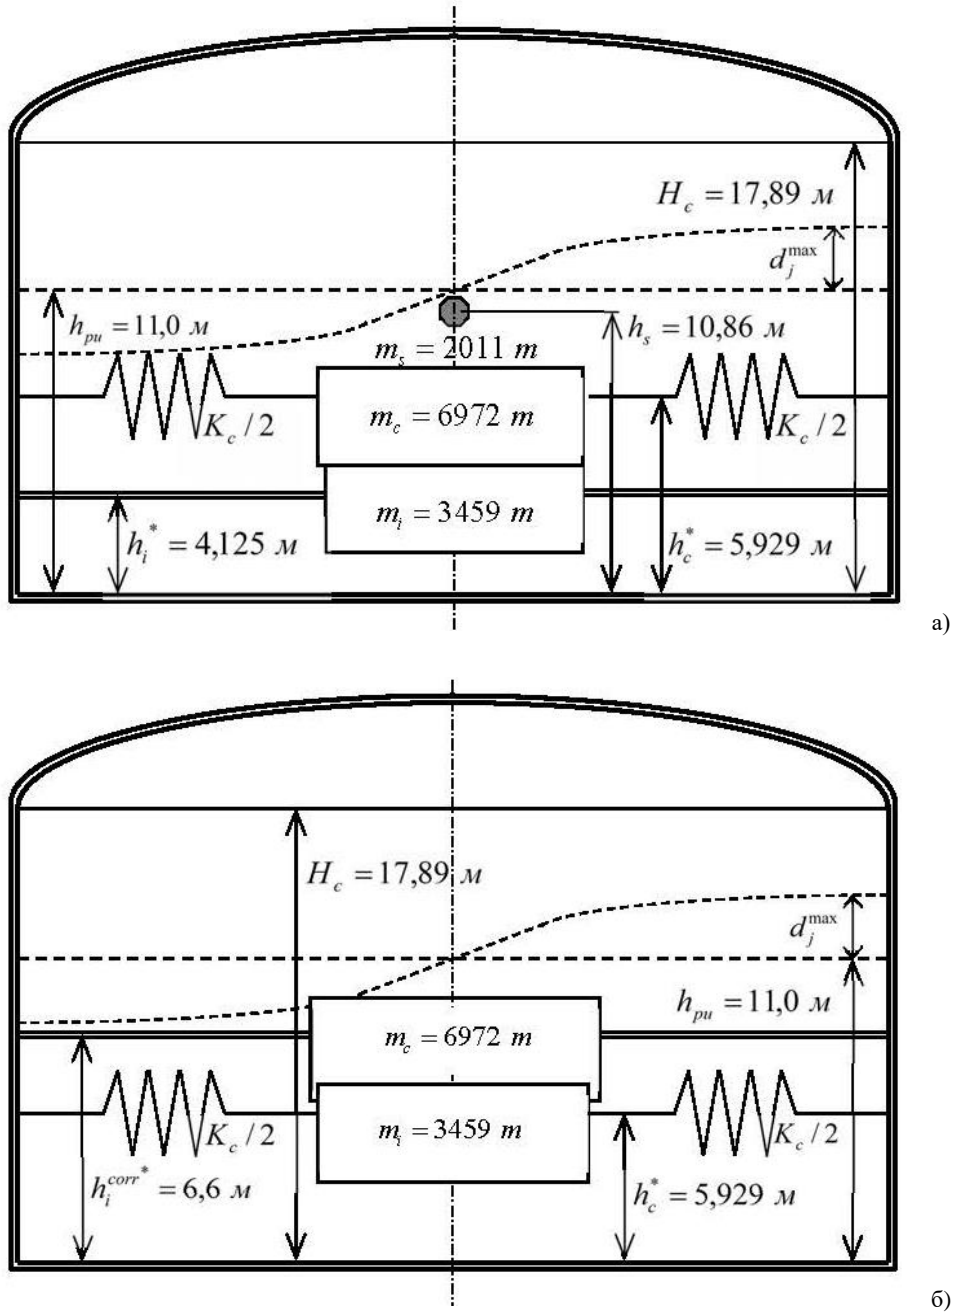 H_c = 17,89 м
d_j^max
h_pu = 11,0 м
h_s = 10,86 м
m_s = 2011 т
K_c / 2
m_c = 6972 т
K_c / 2
m_i = 3459 т
h_i^* = 4,125 м
h_c^* = 5,929 м
а)
H_c = 17,89 м
d_j^max
h_pu = 11,0 м
m_c = 6972 т
K_c / 2
m_i = 3459 т
K_c / 2
h_i^corr* = 6,6 м
h_c^* = 5,929 м
б)